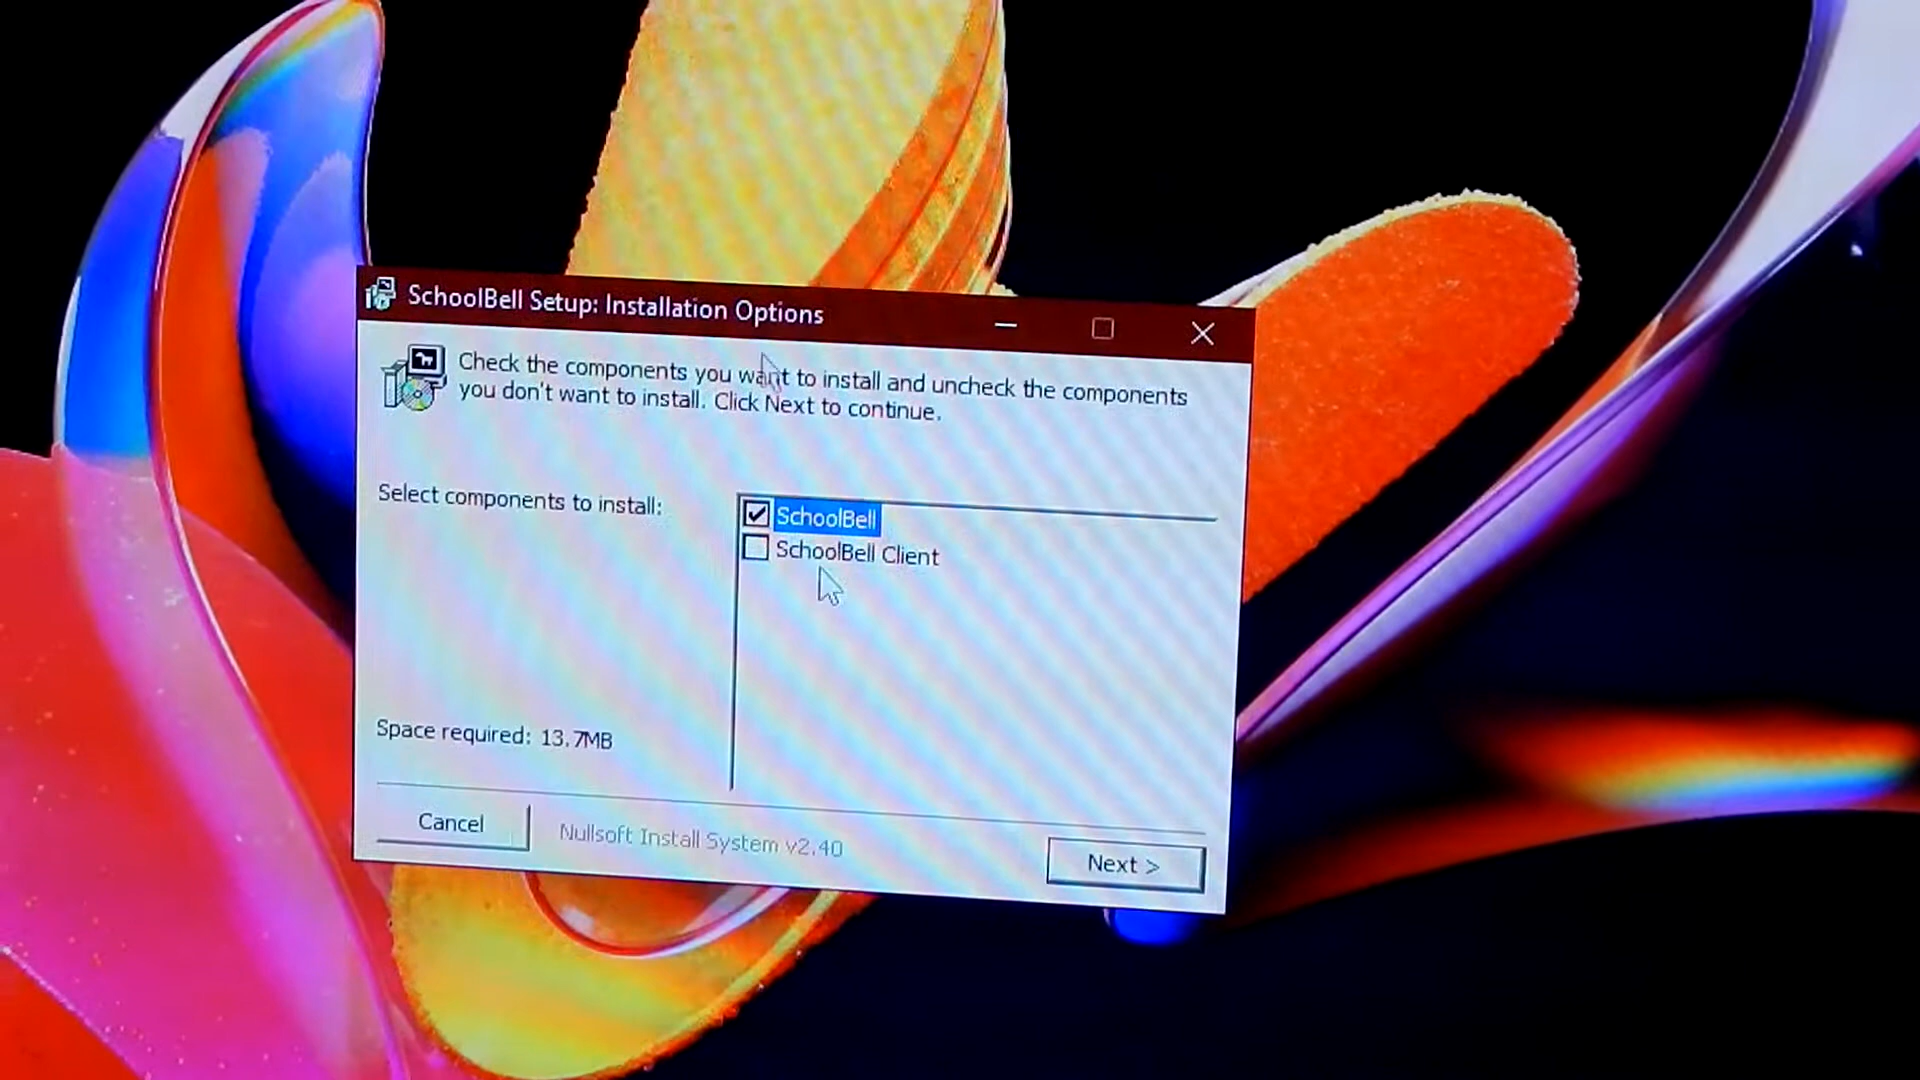 SchoolBell Setup: Installation Options
Check the components you want to install and uncheck the components
you don't want to install. Click Next to continue.
Select components to install:
SchoolBell
SchoolBell Client
Space required: 13.7MB
Cancel
Nullsoft Install System v2.40
Next >